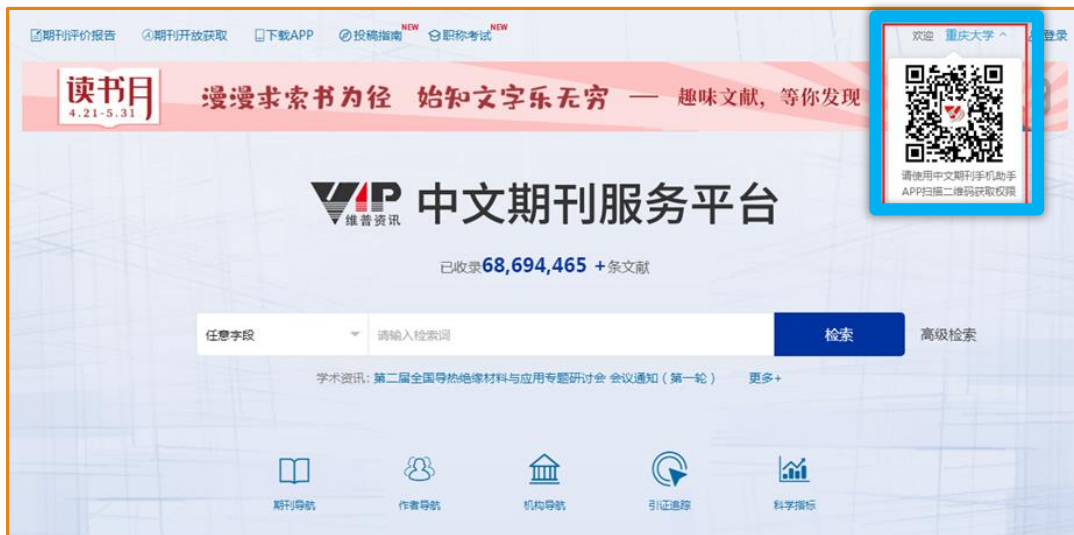 期刊评价报告 期刊开放获取 下载APP 投稿指南 NEW 职称考试 NEW 欢迎 重庆大学 登录
读书月
4.21-5.31
漫漫求索书为径 始知文字乐无穷 — 趣味文献，等你发现
请使用中文期刊手机助手
APP扫描二维码获取权限
VIP 中文期刊服务平台
维普资讯
已收录68,694,465 +条文献
任意字段 请输入检索词 检索 高级检索
学术资讯: 第二届全国导热绝缘材料与应用专题研讨会 会议通知（第一轮） 更多+
期刊导航 作者导航 机构导航 引证追踪 科学指标